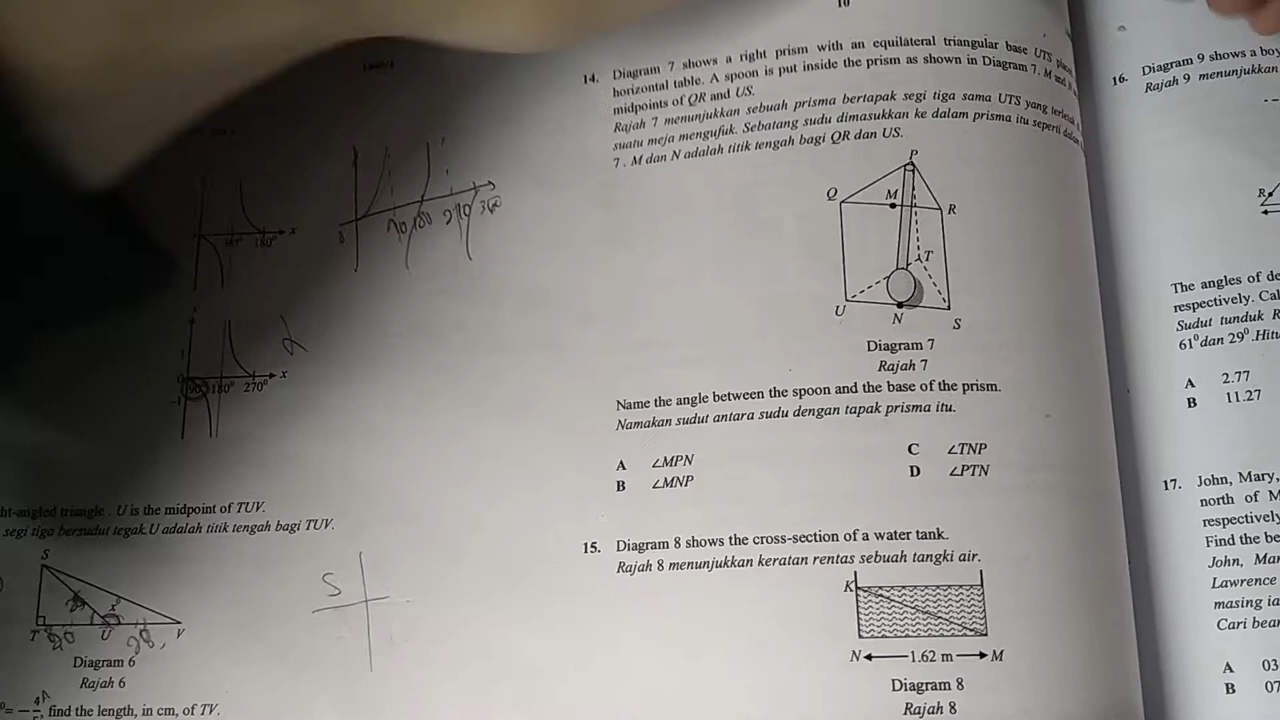 10
14. Diagram 7 shows a right prism with an equilateral triangular base UTS
horizontal table. A spoon is put inside the prism as shown in Diagram 7. M
midpoints of QR and US.
Rajah 7 menunjukkan sebuah prisma bertapak segi tiga sama UTS yang
suatu meja mengufuk. Sebatang sudu dimasukkan ke dalam prisma itu seperti
7. M dan N adalah titik tengah bagi QR dan US.
P
Q
M
R
T
U
N
S
Diagram 7
Rajah 7
Name the angle between the spoon and the base of the prism.
Namakan sudut antara sudu dengan tapak prisma itu.
A ∠MPN
B ∠MNP
C ∠TNP
D ∠PTN
15. Diagram 8 shows the cross-section of a water tank.
Rajah 8 menunjukkan keratan rentas sebuah tangki air.
K
N 1.62 m M
Diagram 8
Rajah 8
x
180°
180 360
x
180° 270°
ht-angled triangle . U is the midpoint of TUV.
segi tiga bersudut tegak.U adalah titik tengah bagi TUV.
S
x°
T U V
Diagram 6
Rajah 6
find the length, in cm, of TV.
S
16. Diagram 9 shows a boy
Rajah 9 menunjukkan
R
The angles of de
respectively. Cal
Sudut tunduk R
61° dan 29° .Hitu
A 2.77
B 11.27
17. John, Mary,
north of M
respectively
Find the be
John, Mar
Lawrence
masing ia
Cari bear
A 03
B 07